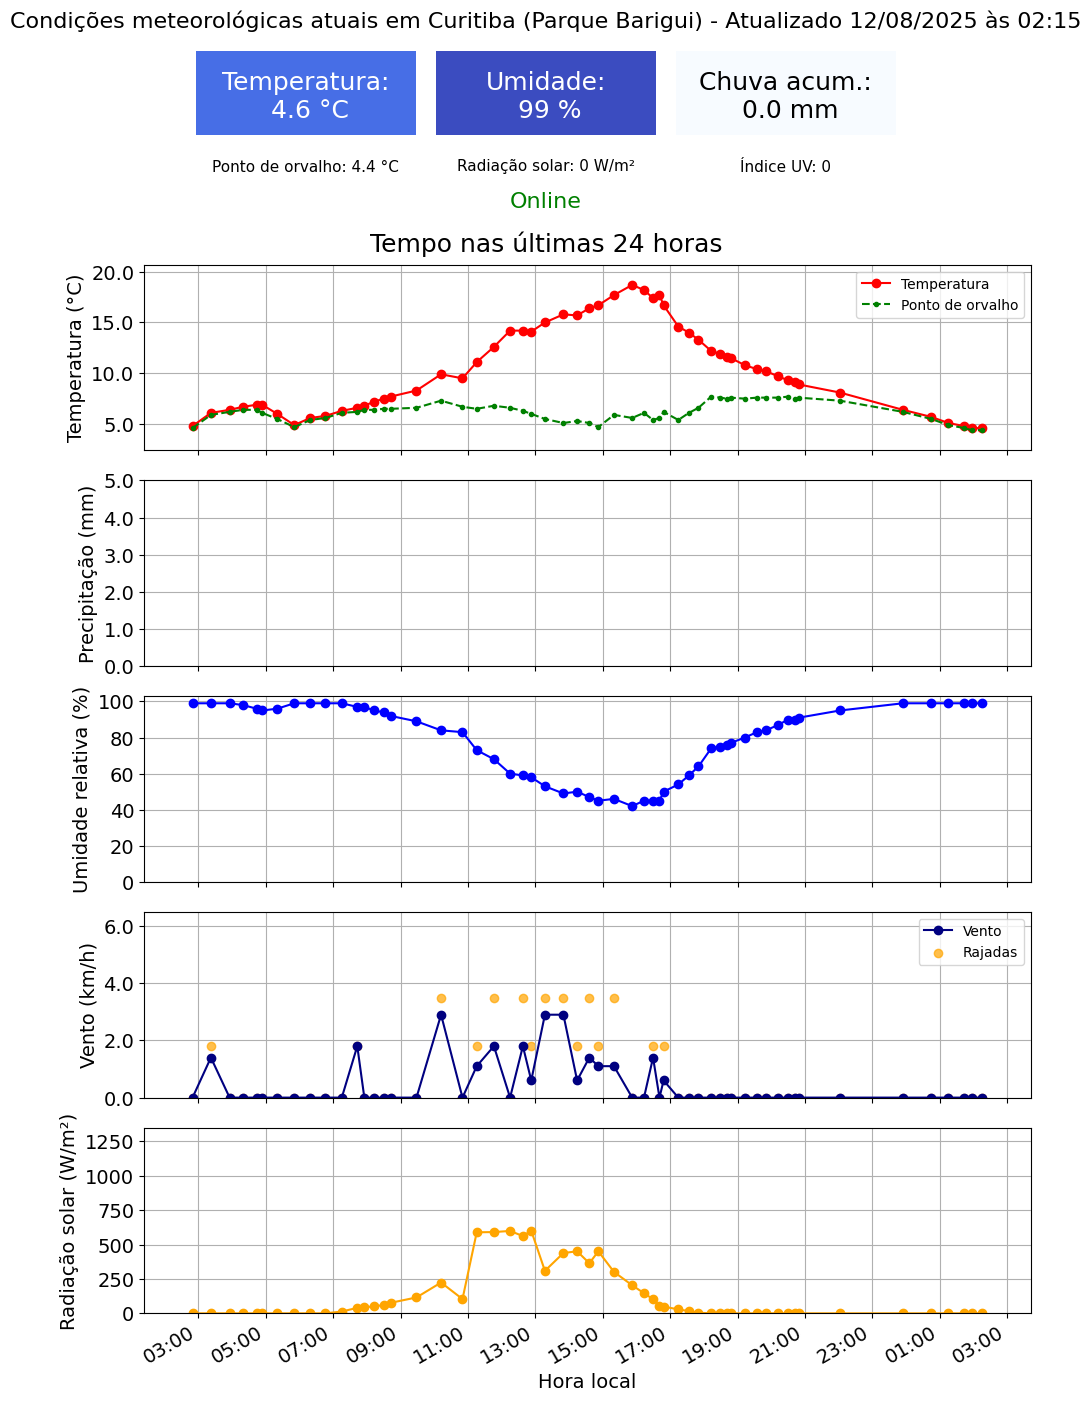 Condições meteorológicas atuais em Curitiba (Parque Barigui) - Atualizado 12/08/2025 às 02:15
Temperatura:
4.6 °C
Umidade:
99 %
Chuva acum.:
0.0 mm
Ponto de orvalho: 4.4 °C
Radiação solar: 0 W/m²
Índice UV: 0
Online
Tempo nas últimas 24 horas
Temperatura (°C)
20.0
15.0
10.0
5.0
Temperatura
Ponto de orvalho
Precipitação (mm)
5.0
4.0
3.0
2.0
1.0
0.0
Umidade relativa (%)
100
80
60
40
20
0
Vento (km/h)
6.0
4.0
2.0
0.0
Vento
Rajadas
Radiação solar (W/m²)
1250
1000
750
500
250
0
03:00
05:00
07:00
09:00
11:00
13:00
15:00
17:00
19:00
21:00
23:00
01:00
03:00
Hora local